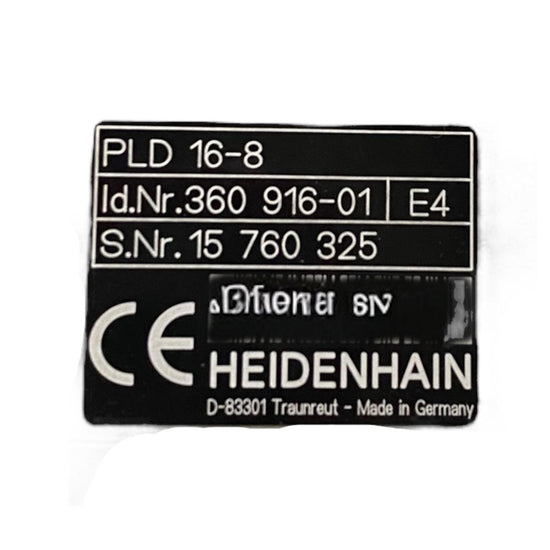 PLD 16-8
Id.Nr.360 916-01 E4
S.Nr.15 760 325
CE
HEIDENHAIN
D-83301 Traunreut - Made in Germany